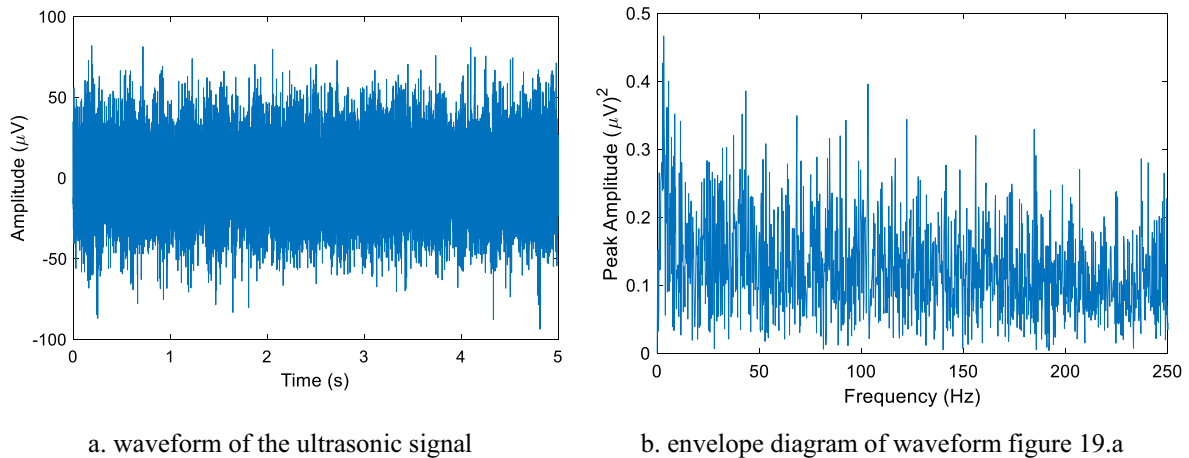 100
50
0
-50
-100
Amplitude (μV)
0 1 2 3 4 5
Time (s)
a. waveform of the ultrasonic signal
0.5
0.4
0.3
0.2
0.1
0
Peak Amplitude (μV)²
0 50 100 150 200 250
Frequency (Hz)
b. envelope diagram of waveform figure 19.a